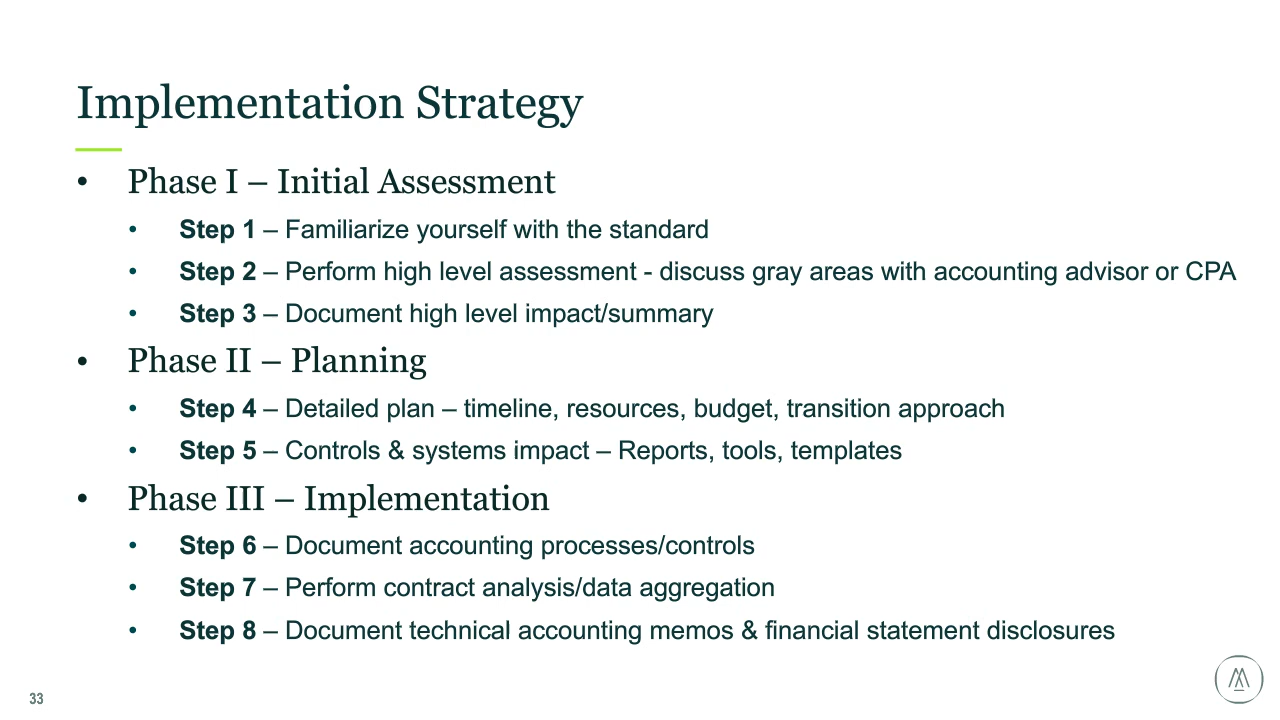 Implementation Strategy
• Phase I – Initial Assessment
• Step 1 – Familiarize yourself with the standard
• Step 2 – Perform high level assessment - discuss gray areas with accounting advisor or CPA
• Step 3 – Document high level impact/summary
• Phase II – Planning
• Step 4 – Detailed plan – timeline, resources, budget, transition approach
• Step 5 – Controls & systems impact – Reports, tools, templates
• Phase III – Implementation
• Step 6 – Document accounting processes/controls
• Step 7 – Perform contract analysis/data aggregation
• Step 8 – Document technical accounting memos & financial statement disclosures
33